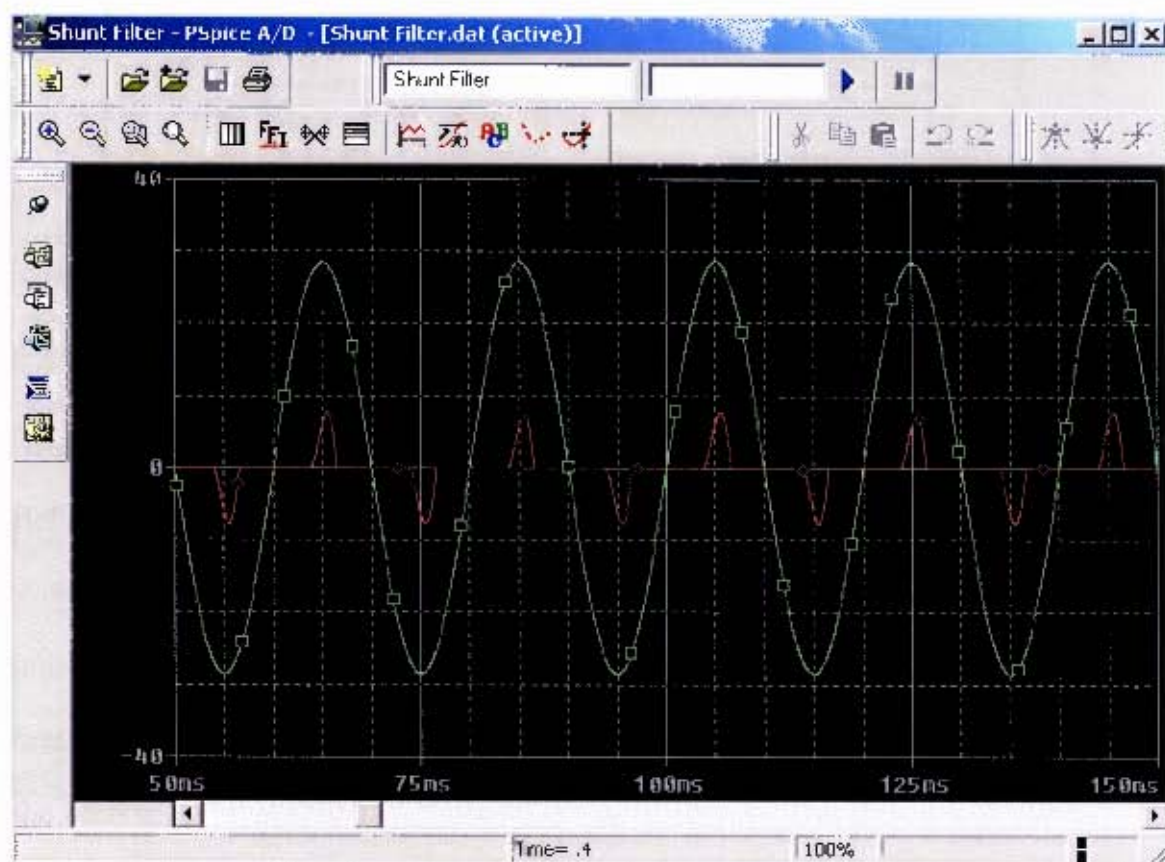 Shunt Filter - PSpice A/D - [Shunt Filter.dat (active)]
Shunt Filter
FFT
40
0
-40
50ms
75ms
100ms
125ms
150ms
Time= .4
100%